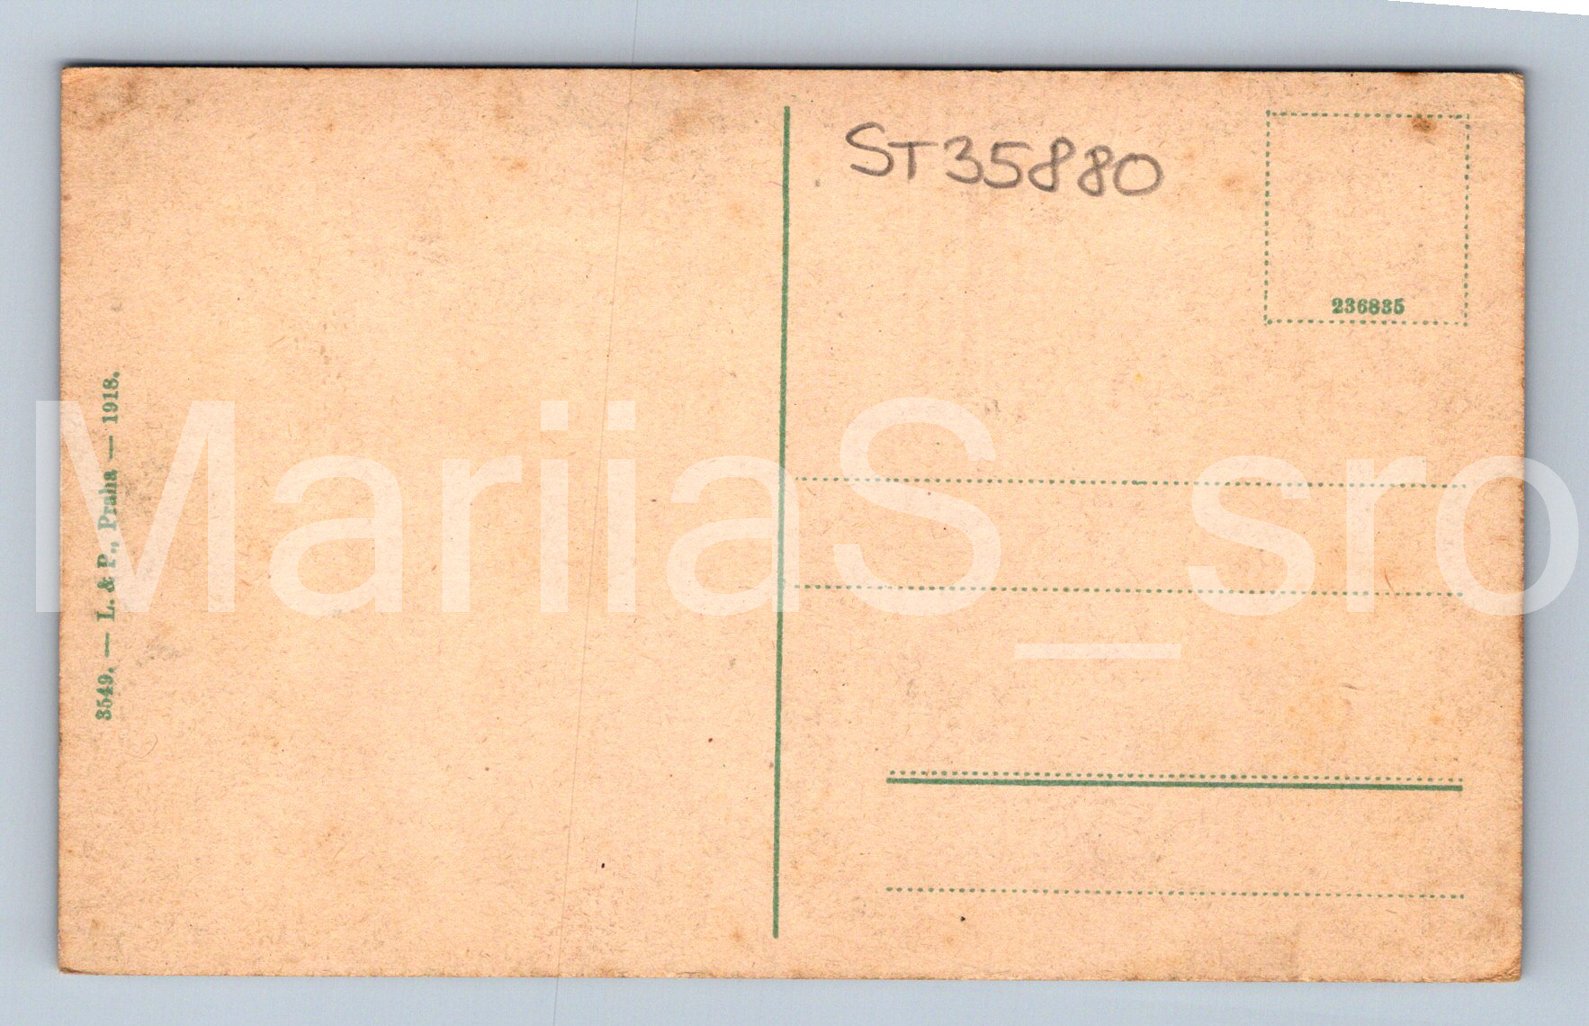 ST35880
236835
3549. — L. & P., Praha — 1918.
MariiaS_sro